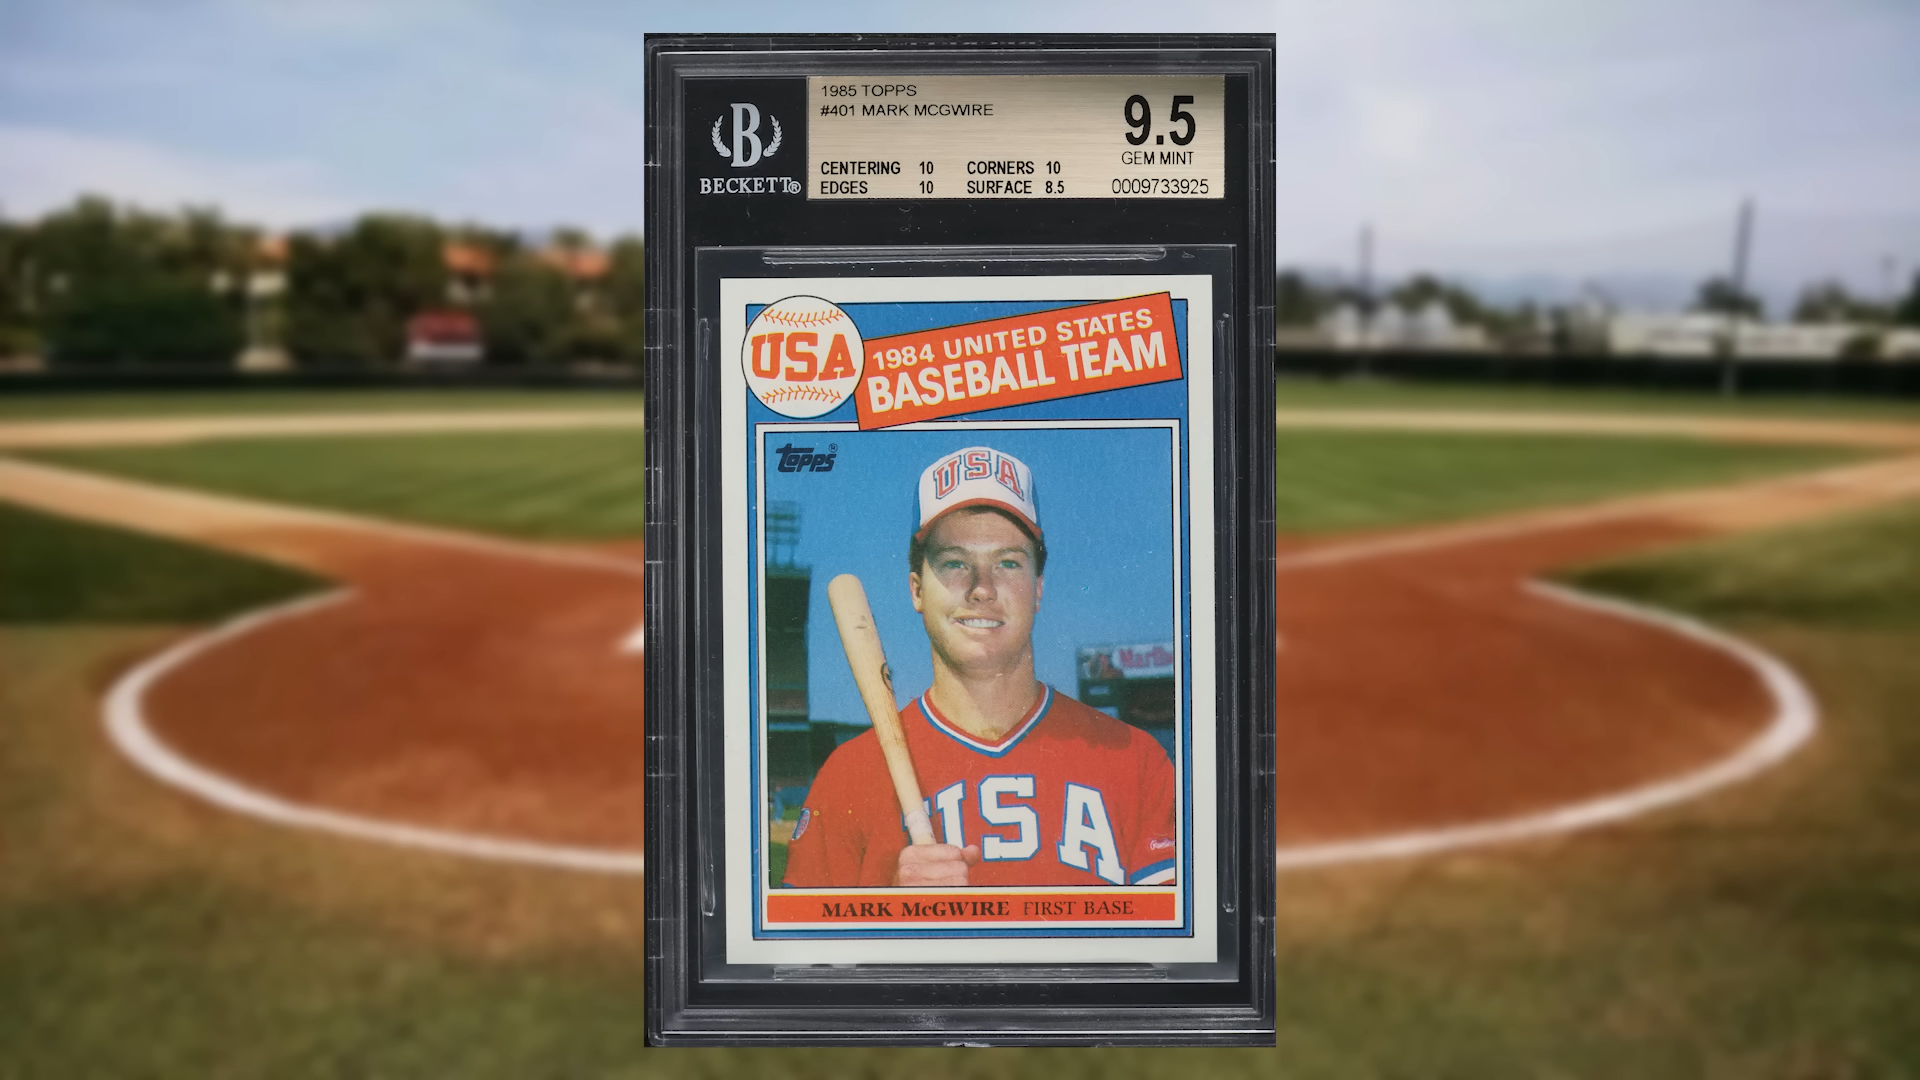 1985 TOPPS
#401 MARK MCGWIRE
9.5
GEM MINT
CENTERING 10 CORNERS 10
EDGES 10 SURFACE 8.5
0009733925
B
BECKETT®
USA
1984 UNITED STATES
BASEBALL TEAM
topps®
USA
USA
MARK McGWIRE FIRST BASE